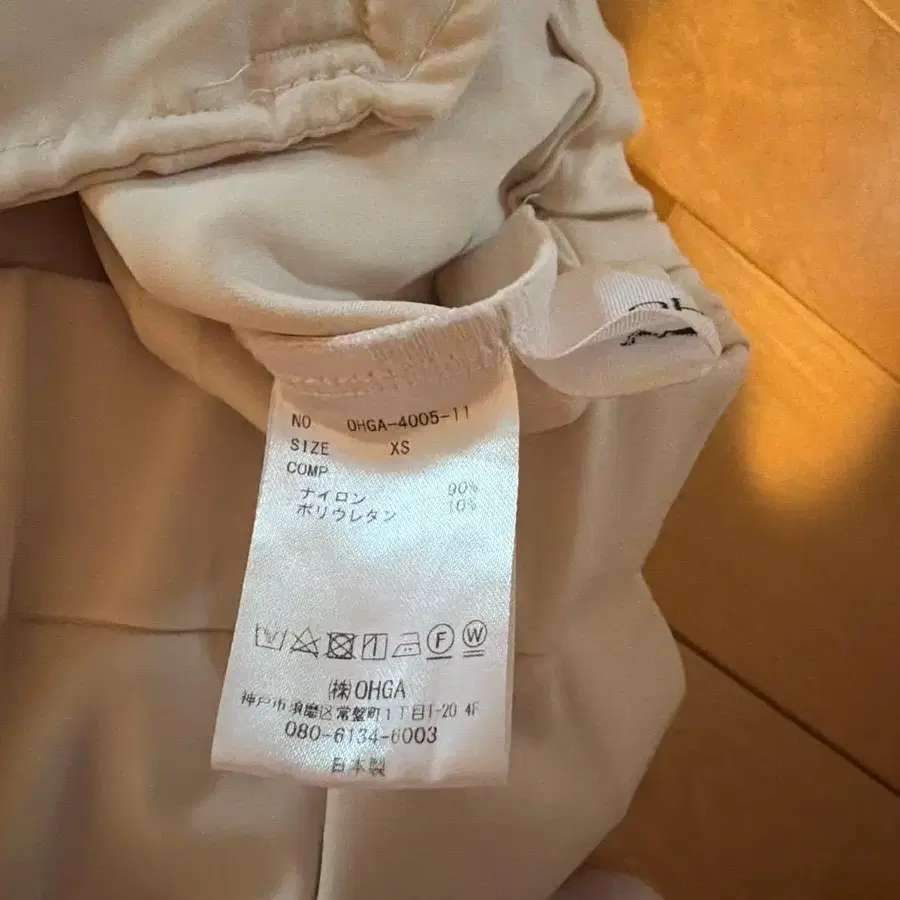 NO OHGA-4005-11
SIZE XS
COMP
ナイロン 90%
ポリウレタン 10%
F W
㈱OHGA
神戸市須磨区常盤町1丁目1-20 4F
080-6134-6003
日本製